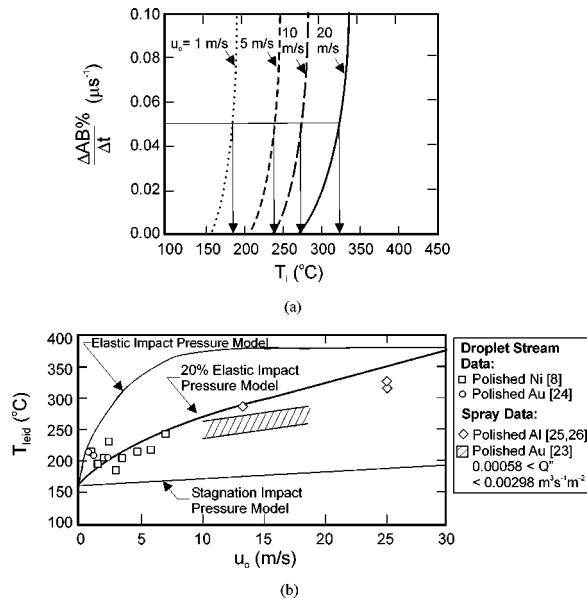 (a)
0.10
0.08
0.06
0.04
0.02
0.00
ΔAB%
Δt
(μs⁻¹)
uₒ= 1 m/s
5 m/s
10
m/s
20
m/s
100 150 200 250 300 350 400 450
Tᵢ (°C)
(a)
400
350
300
250
200
150
100
T_leid (°C)
Elastic Impact Pressure Model
20% Elastic Impact
Pressure Model
Stagnation Impact
Pressure Model
0 5 10 15 20 25 30
uₒ (m/s)
Droplet Stream
Data:
Polished Ni [8]
Polished Au [24]
Spray Data:
Polished Al [25,26]
Polished Au [23]
0.00058 < Q"
< 0.00298 m³s⁻¹m⁻²
(b)